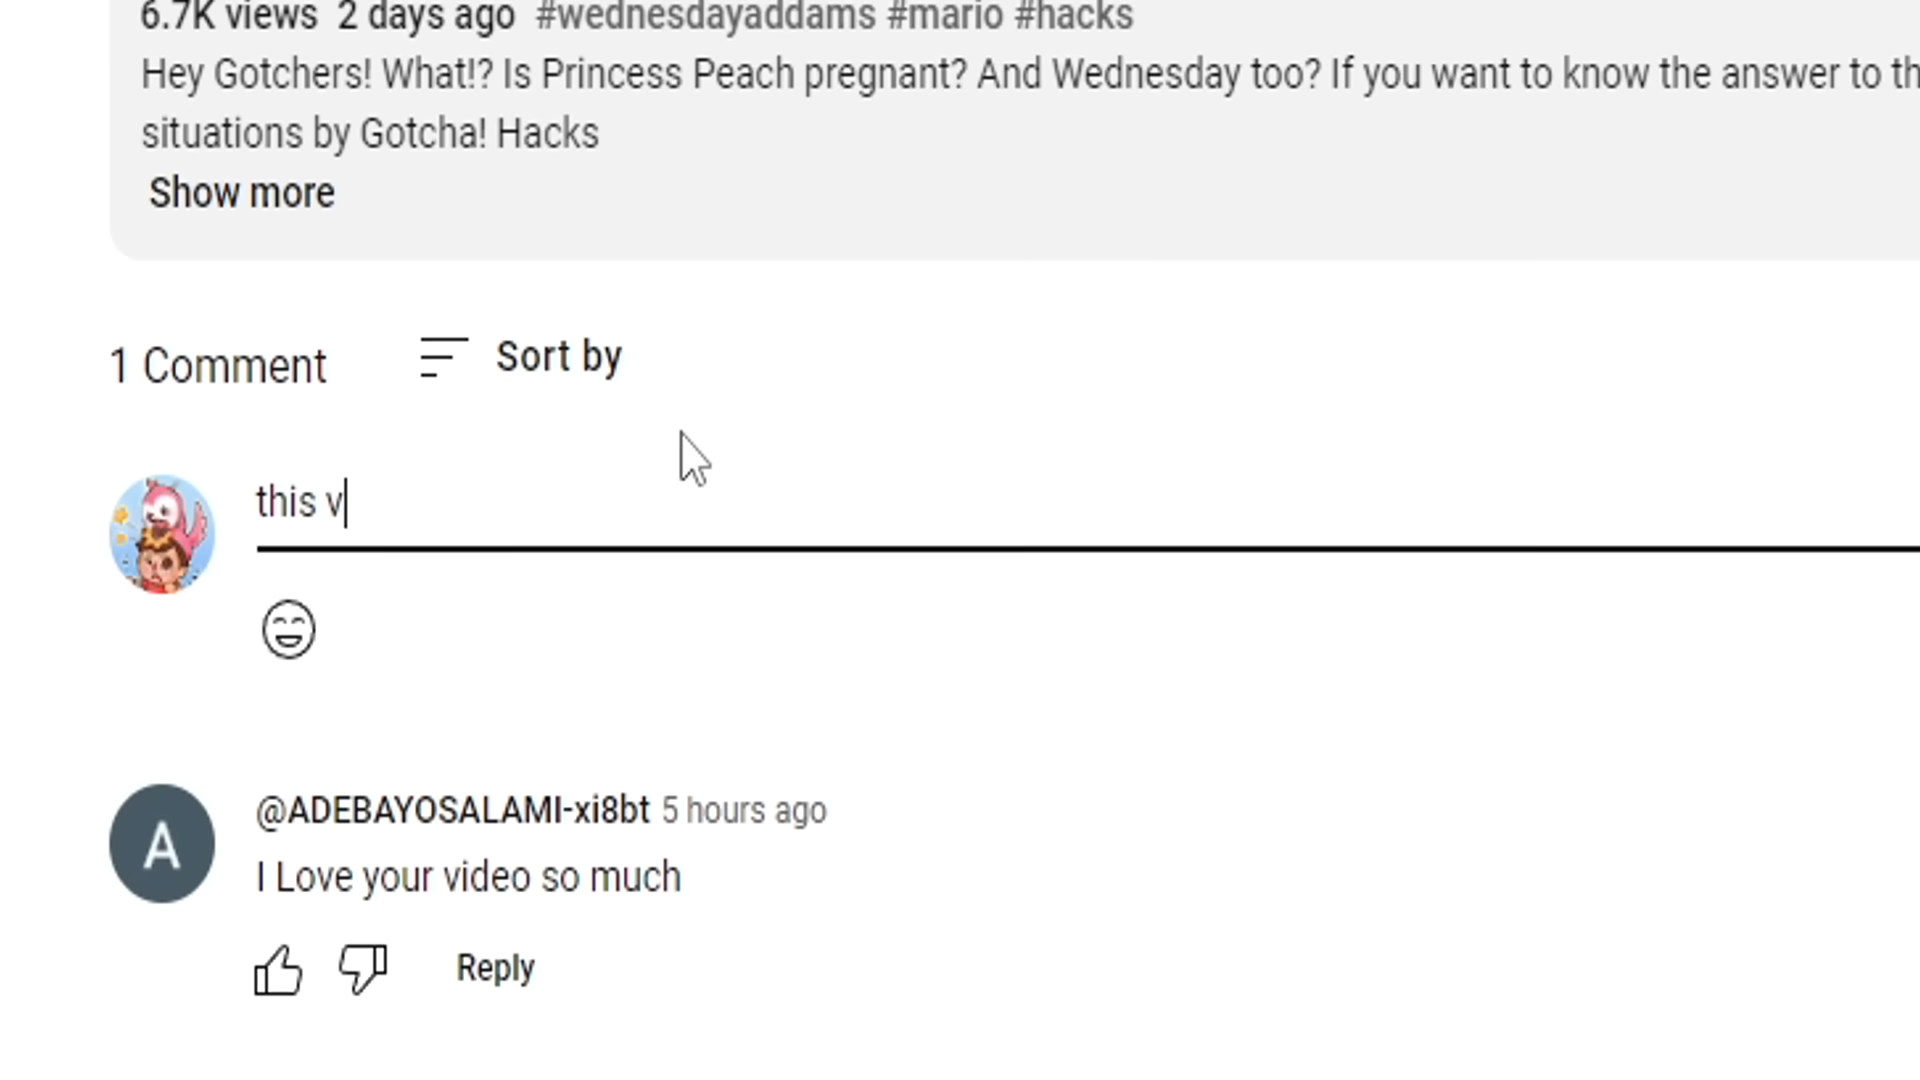 6.7K views 2 days ago #wednesdayaddams #mario #hacks
Hey Gotchers! What!? Is Princess Peach pregnant? And Wednesday too? If you want to know the answer to
situations by Gotcha! Hacks
Show more
1 Comment Sort by
this v
@ADEBAYOSALAMI-xi8bt 5 hours ago
A
I Love your video so much
Reply